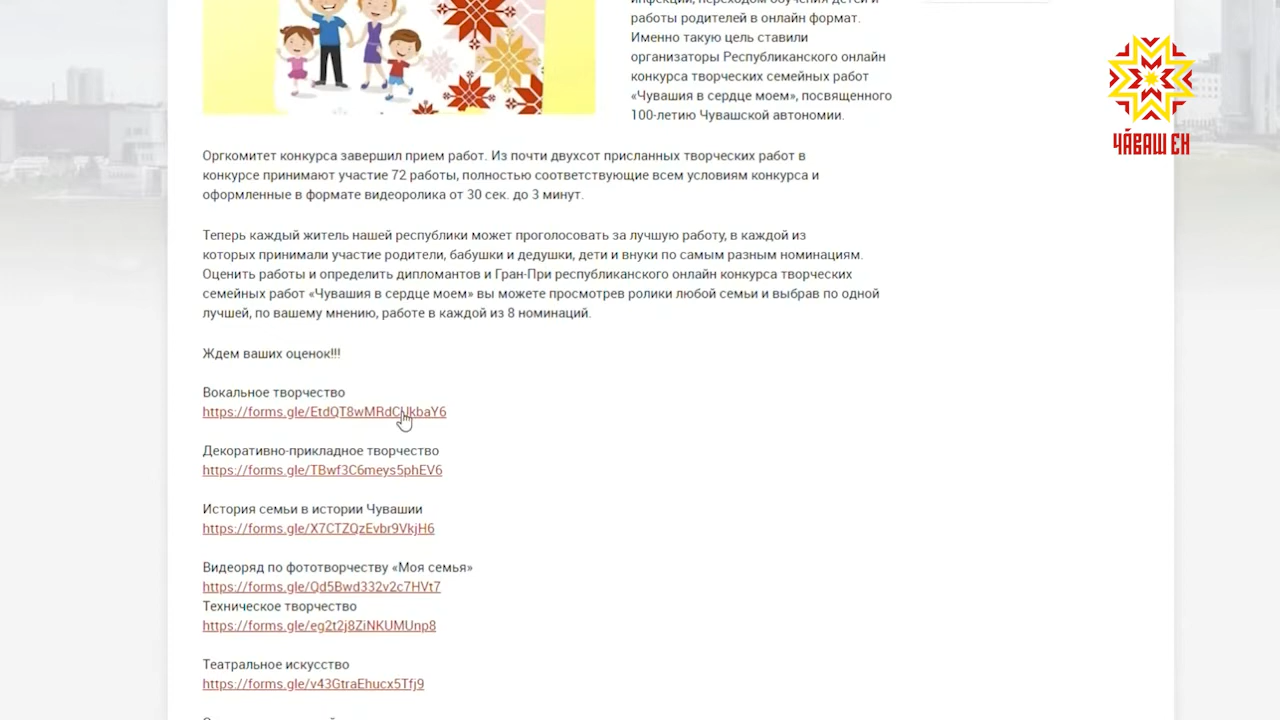 инфекции, переходом обучения детей и
работы родителей в онлайн формат.
Именно такую цель ставили
организаторы Республиканского онлайн
конкурса творческих семейных работ
«Чувашия в сердце моем», посвященного
100-летию Чувашской автономии.
ЧӐВАШ ЕН
Оргкомитет конкурса завершил прием работ. Из почти двухсот присланных творческих работ в
конкурсе принимают участие 72 работы, полностью соответствующие всем условиям конкурса и
оформленные в формате видеоролика от 30 сек. до 3 минут.
Теперь каждый житель нашей республики может проголосовать за лучшую работу, в каждой из
которых принимали участие родители, бабушки и дедушки, дети и внуки по самым разным номинациям.
Оценить работы и определить дипломантов и Гран-При республиканского онлайн конкурса творческих
семейных работ «Чувашия в сердце моем» вы можете просмотрев ролики любой семьи и выбрав по одной
лучшей, по вашему мнению, работе в каждой из 8 номинаций.
Ждем ваших оценок!!!
Вокальное творчество
https://forms.gle/EtdQT8wMRdCUkbaY6
Декоративно-прикладное творчество
https://forms.gle/TBwf3C6meys5phEV6
История семьи в истории Чувашии
https://forms.gle/X7CTZQzEvbr9VkjH6
Видеоряд по фототворчеству «Моя семья»
https://forms.gle/Qd5Bwd332v2c7HVt7
Техническое творчество
https://forms.gle/eg2t2j8ZiNKUMUnp8
Театральное искусство
https://forms.gle/v43GtraEhucx5Tfj9